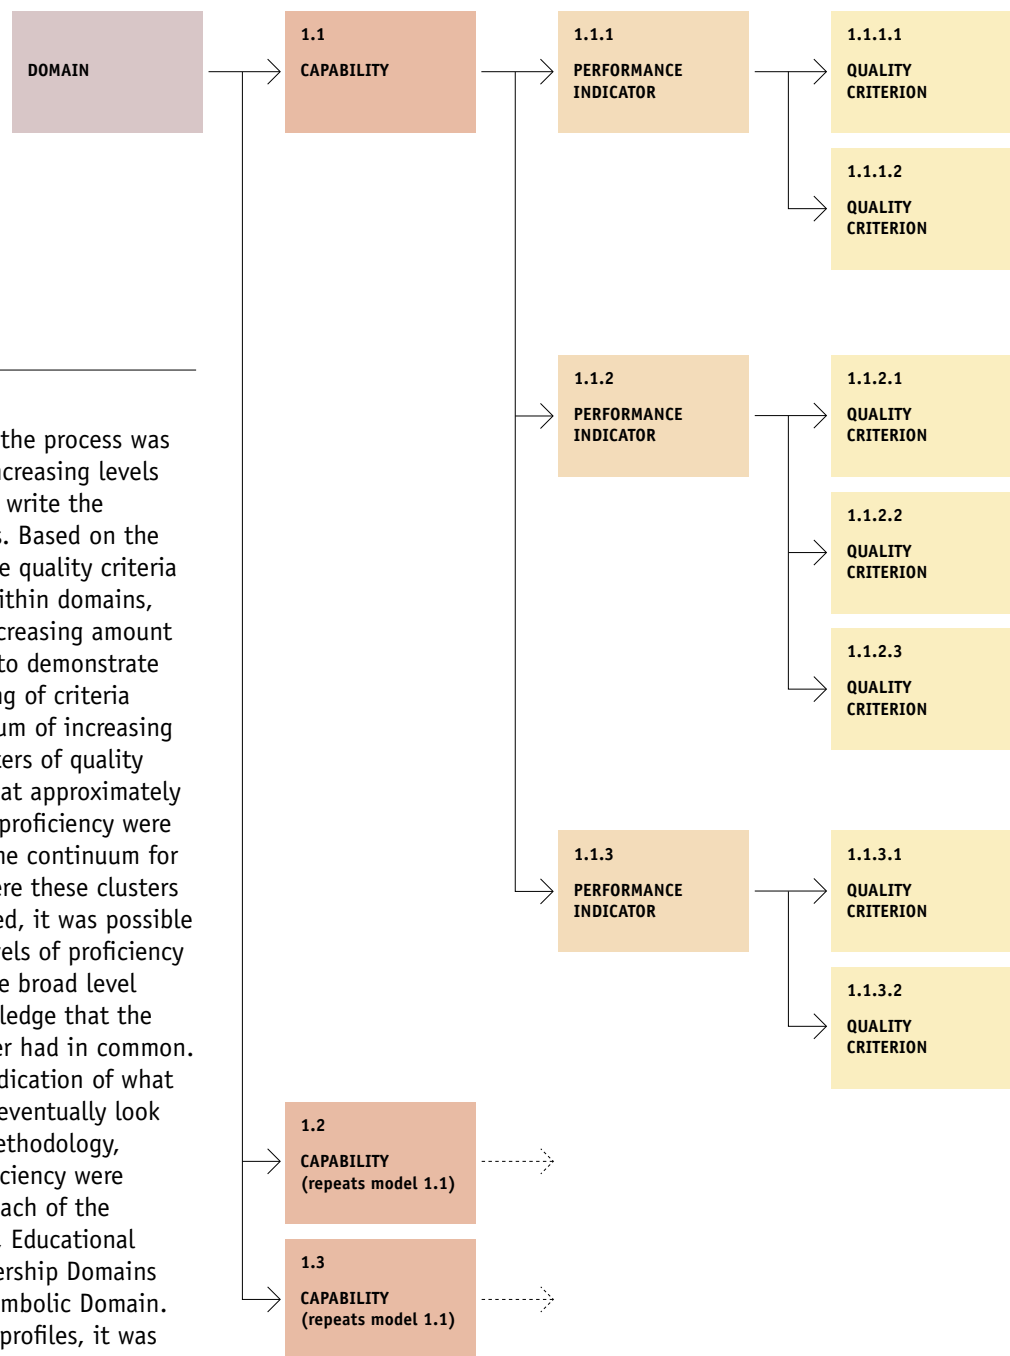 DOMAIN
1.1
CAPABILITY
1.1.1
PERFORMANCE
INDICATOR
1.1.1.1
QUALITY
CRITERION
1.1.1.2
QUALITY
CRITERION
1.1.2
PERFORMANCE
INDICATOR
1.1.2.1
QUALITY
CRITERION
1.1.2.2
QUALITY
CRITERION
1.1.2.3
QUALITY
CRITERION
1.1.3
PERFORMANCE
INDICATOR
1.1.3.1
QUALITY
CRITERION
1.1.3.2
QUALITY
CRITERION
1.2
CAPABILITY
(repeats model 1.1)
1.3
CAPABILITY
(repeats model 1.1)
the process was
ncreasing levels
write the
s. Based on the
e quality criteria
ithin domains,
creasing amount
to demonstrate
ng of criteria
um of increasing
ters of quality
at approximately
proficiency were
he continuum for
ere these clusters
ed, it was possible
vels of proficiency
e broad level
ledge that the
er had in common.
dication of what
eventually look
ethodology,
ciency were
ach of the
, Educational
ership Domains
mbolic Domain.
profiles, it was